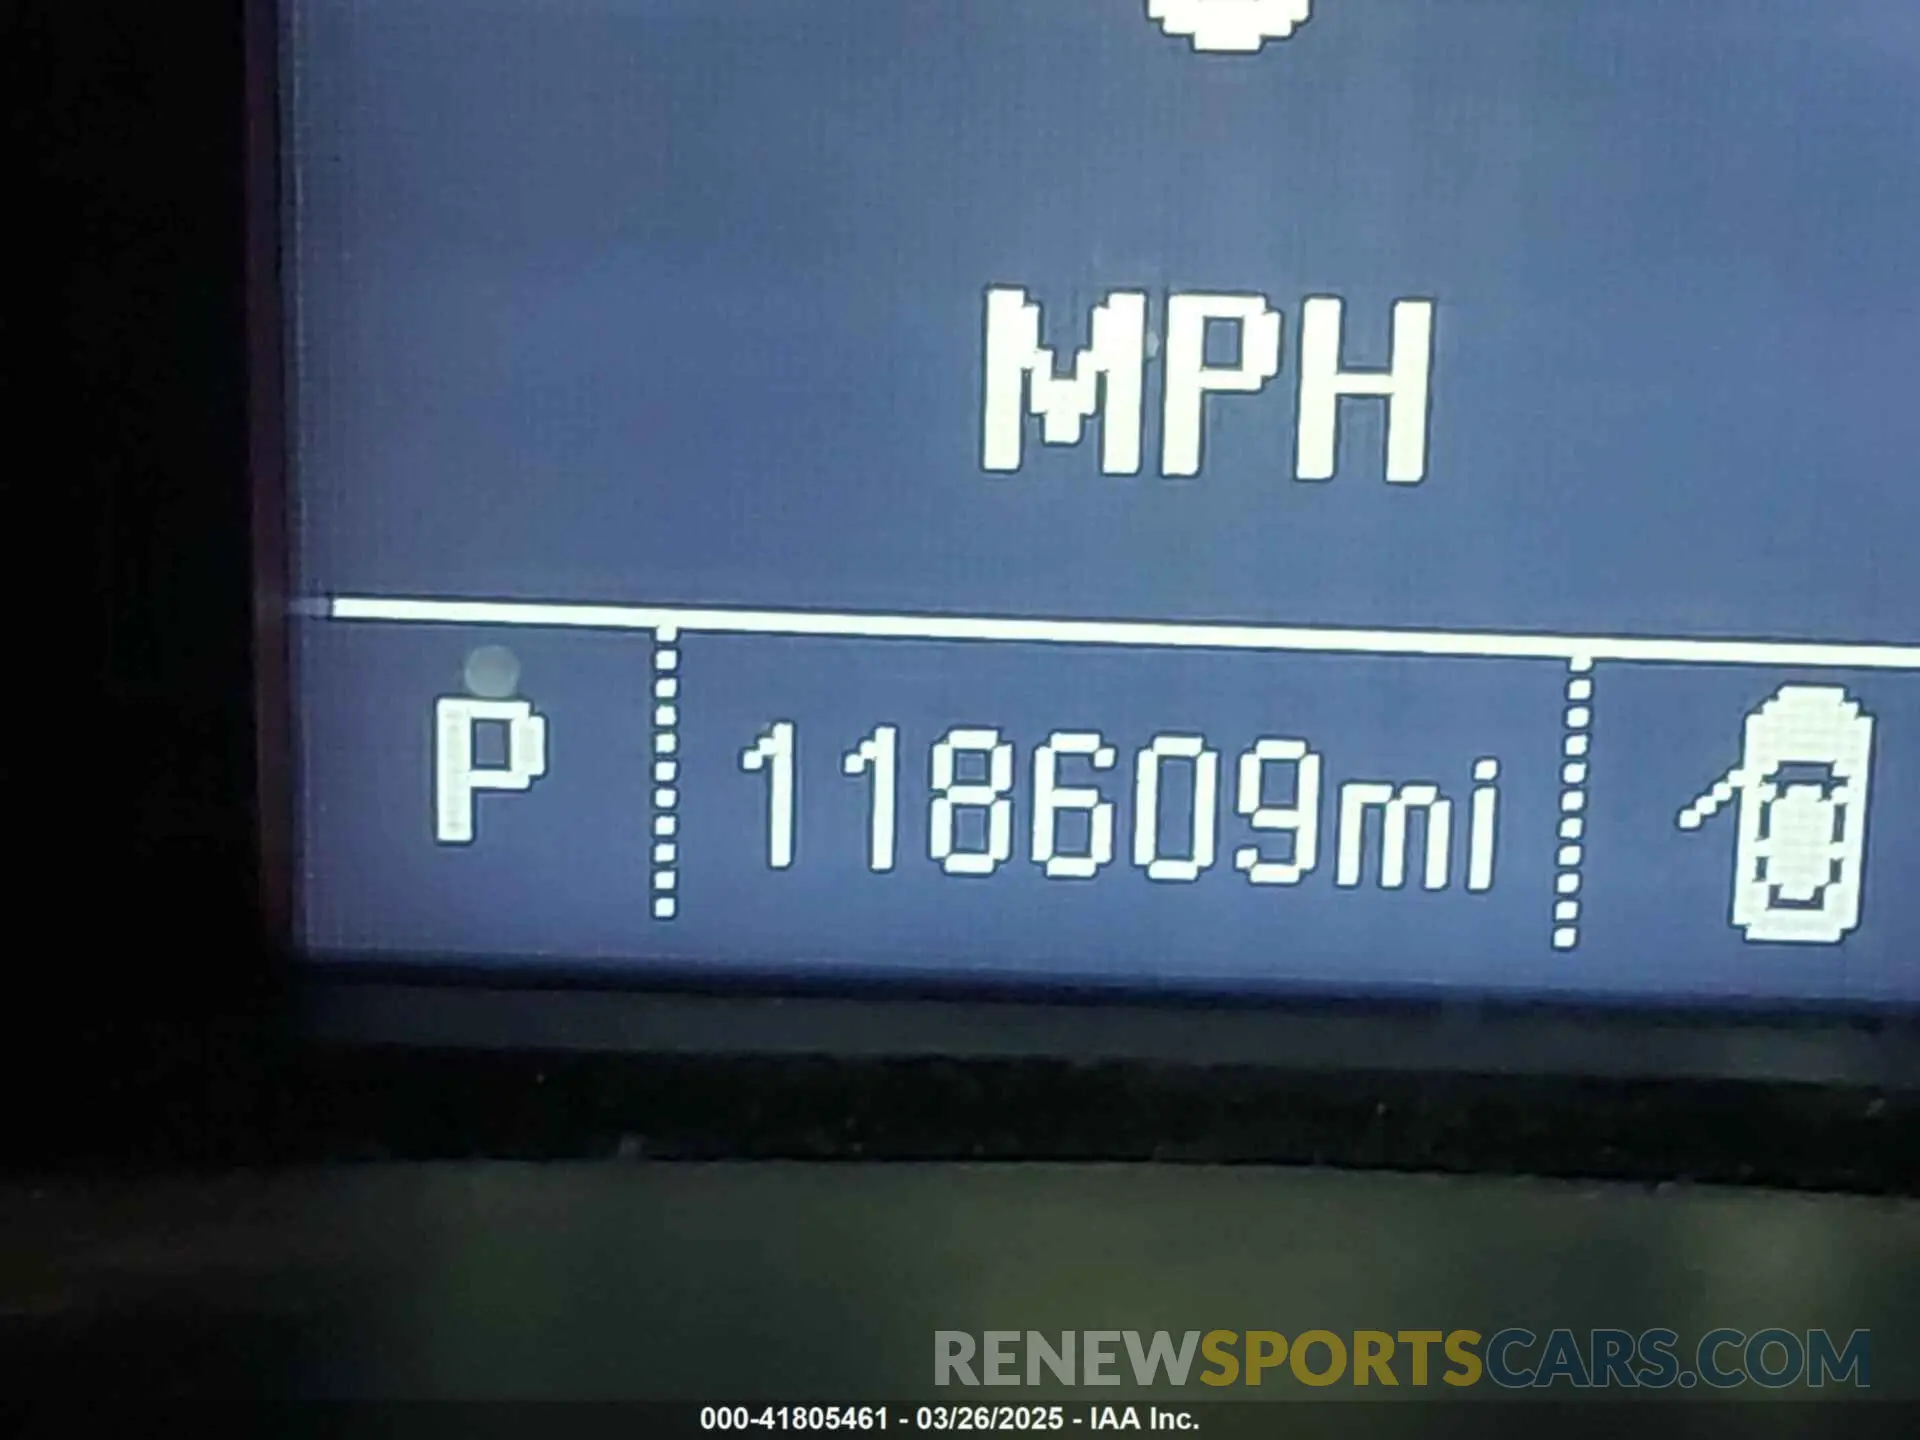 MPH
P 118609mi
RENEWSPORTSCARS.COM
000-41805461 - 03/26/2025 - IAA Inc.